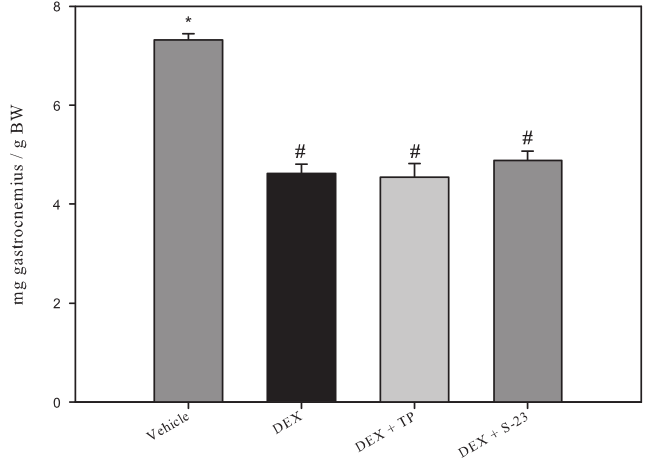 8
6
4
2
0
mg gastrocnemius / g BW
*
#
#
#
Vehicle
DEX
DEX + TP
DEX + S-23